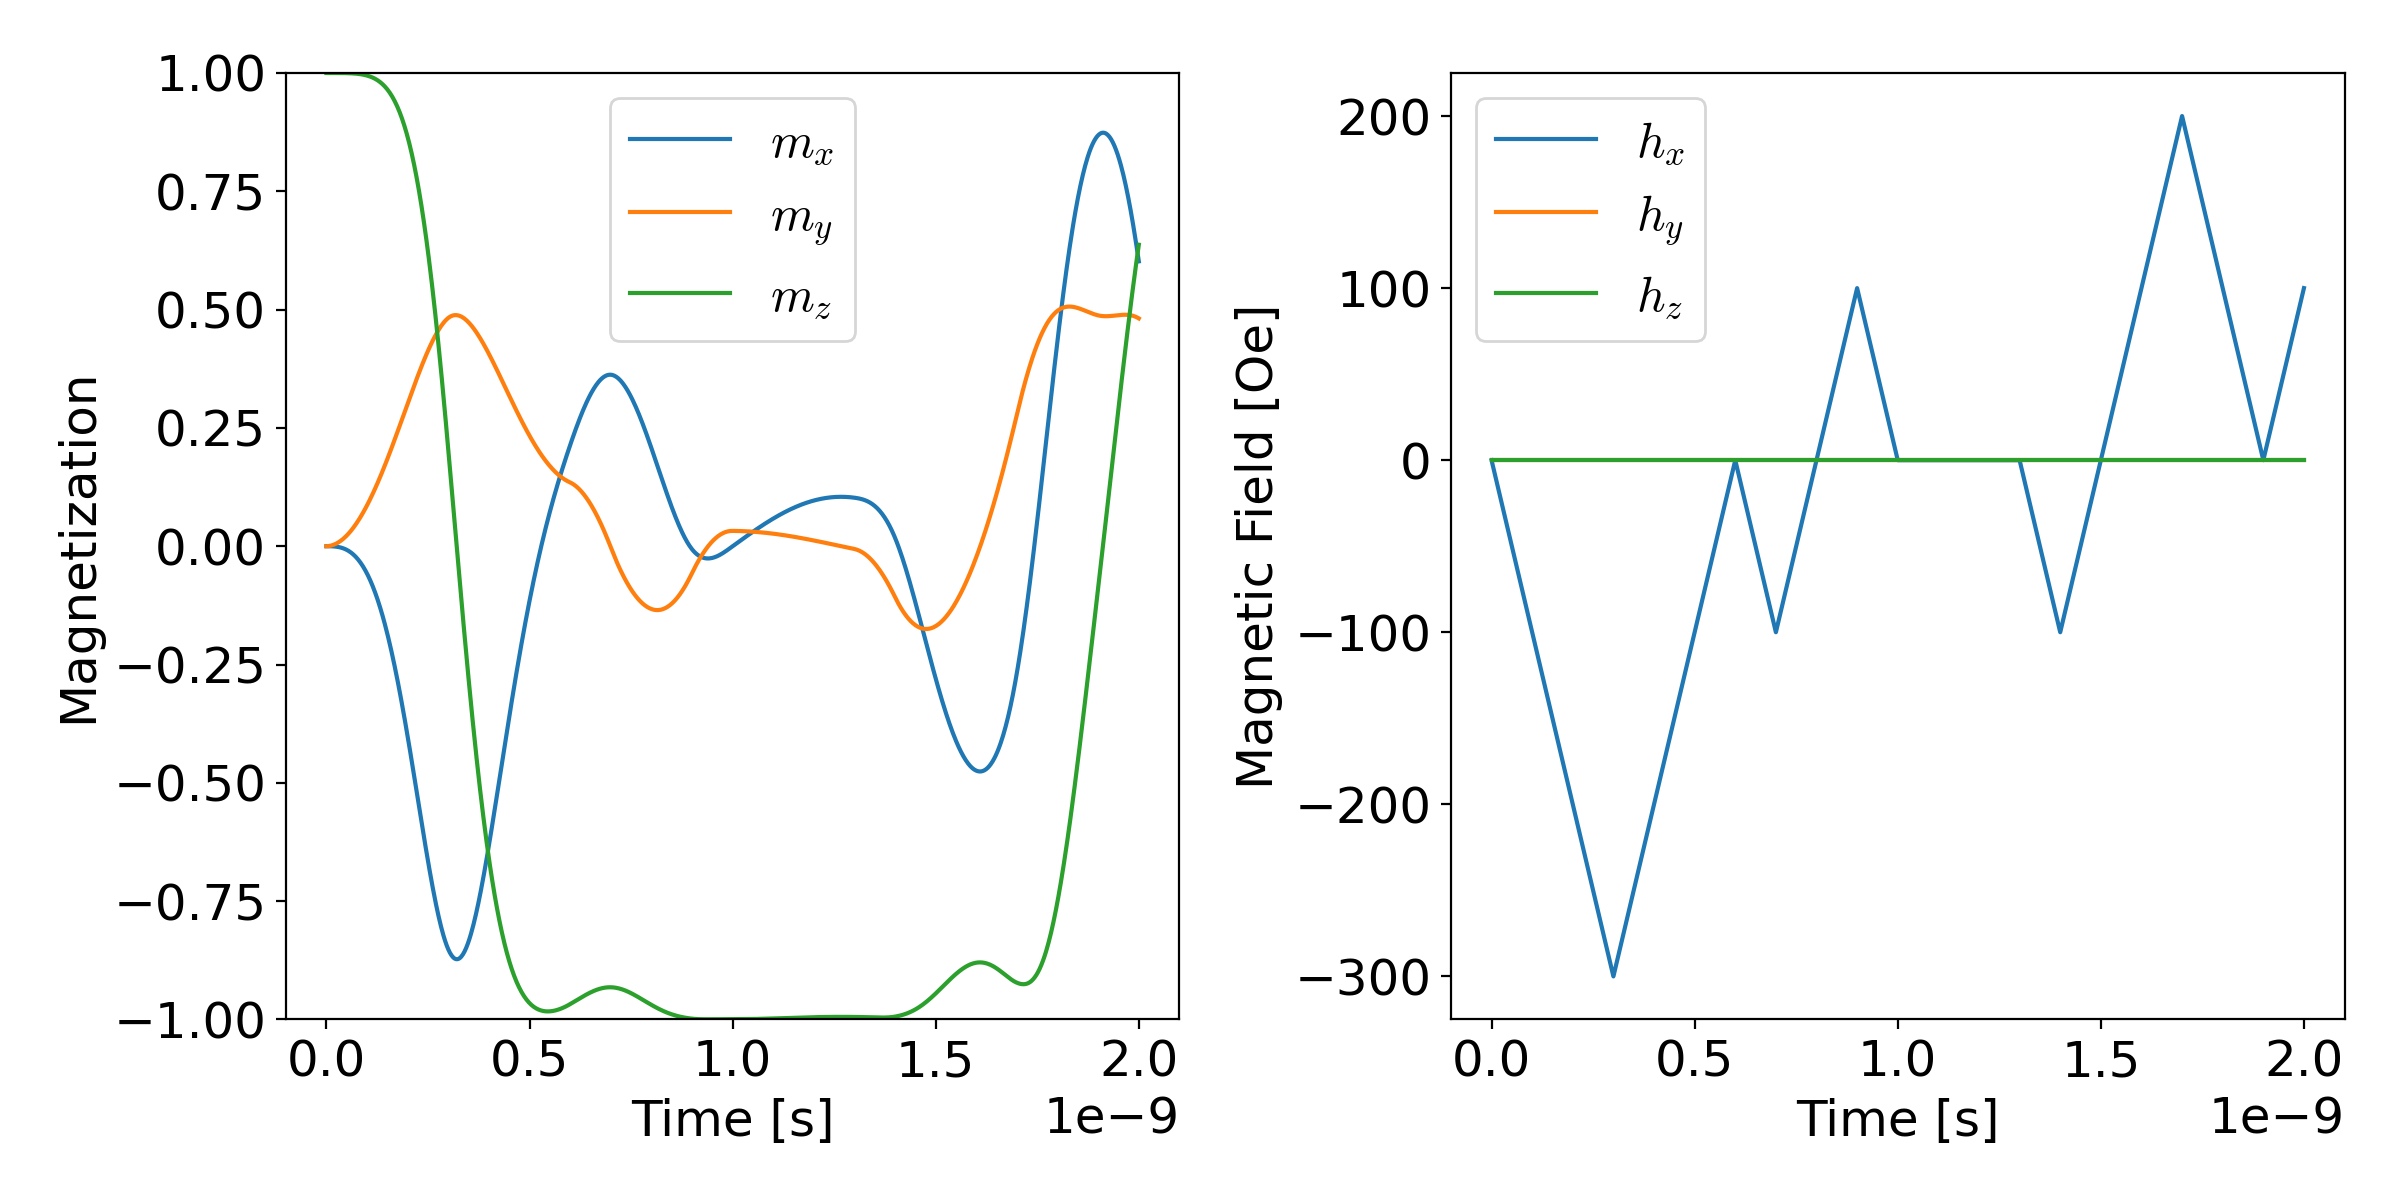 Magnetization
1.00
0.75
0.50
0.25
0.00
−0.25
−0.50
−0.75
−1.00
m_x
m_y
m_z
0.0 0.5 1.0 1.5 2.0
Time [s] 1e−9
Magnetic Field [Oe]
200
100
0
−100
−200
−300
h_x
h_y
h_z
0.0 0.5 1.0 1.5 2.0
Time [s] 1e−9